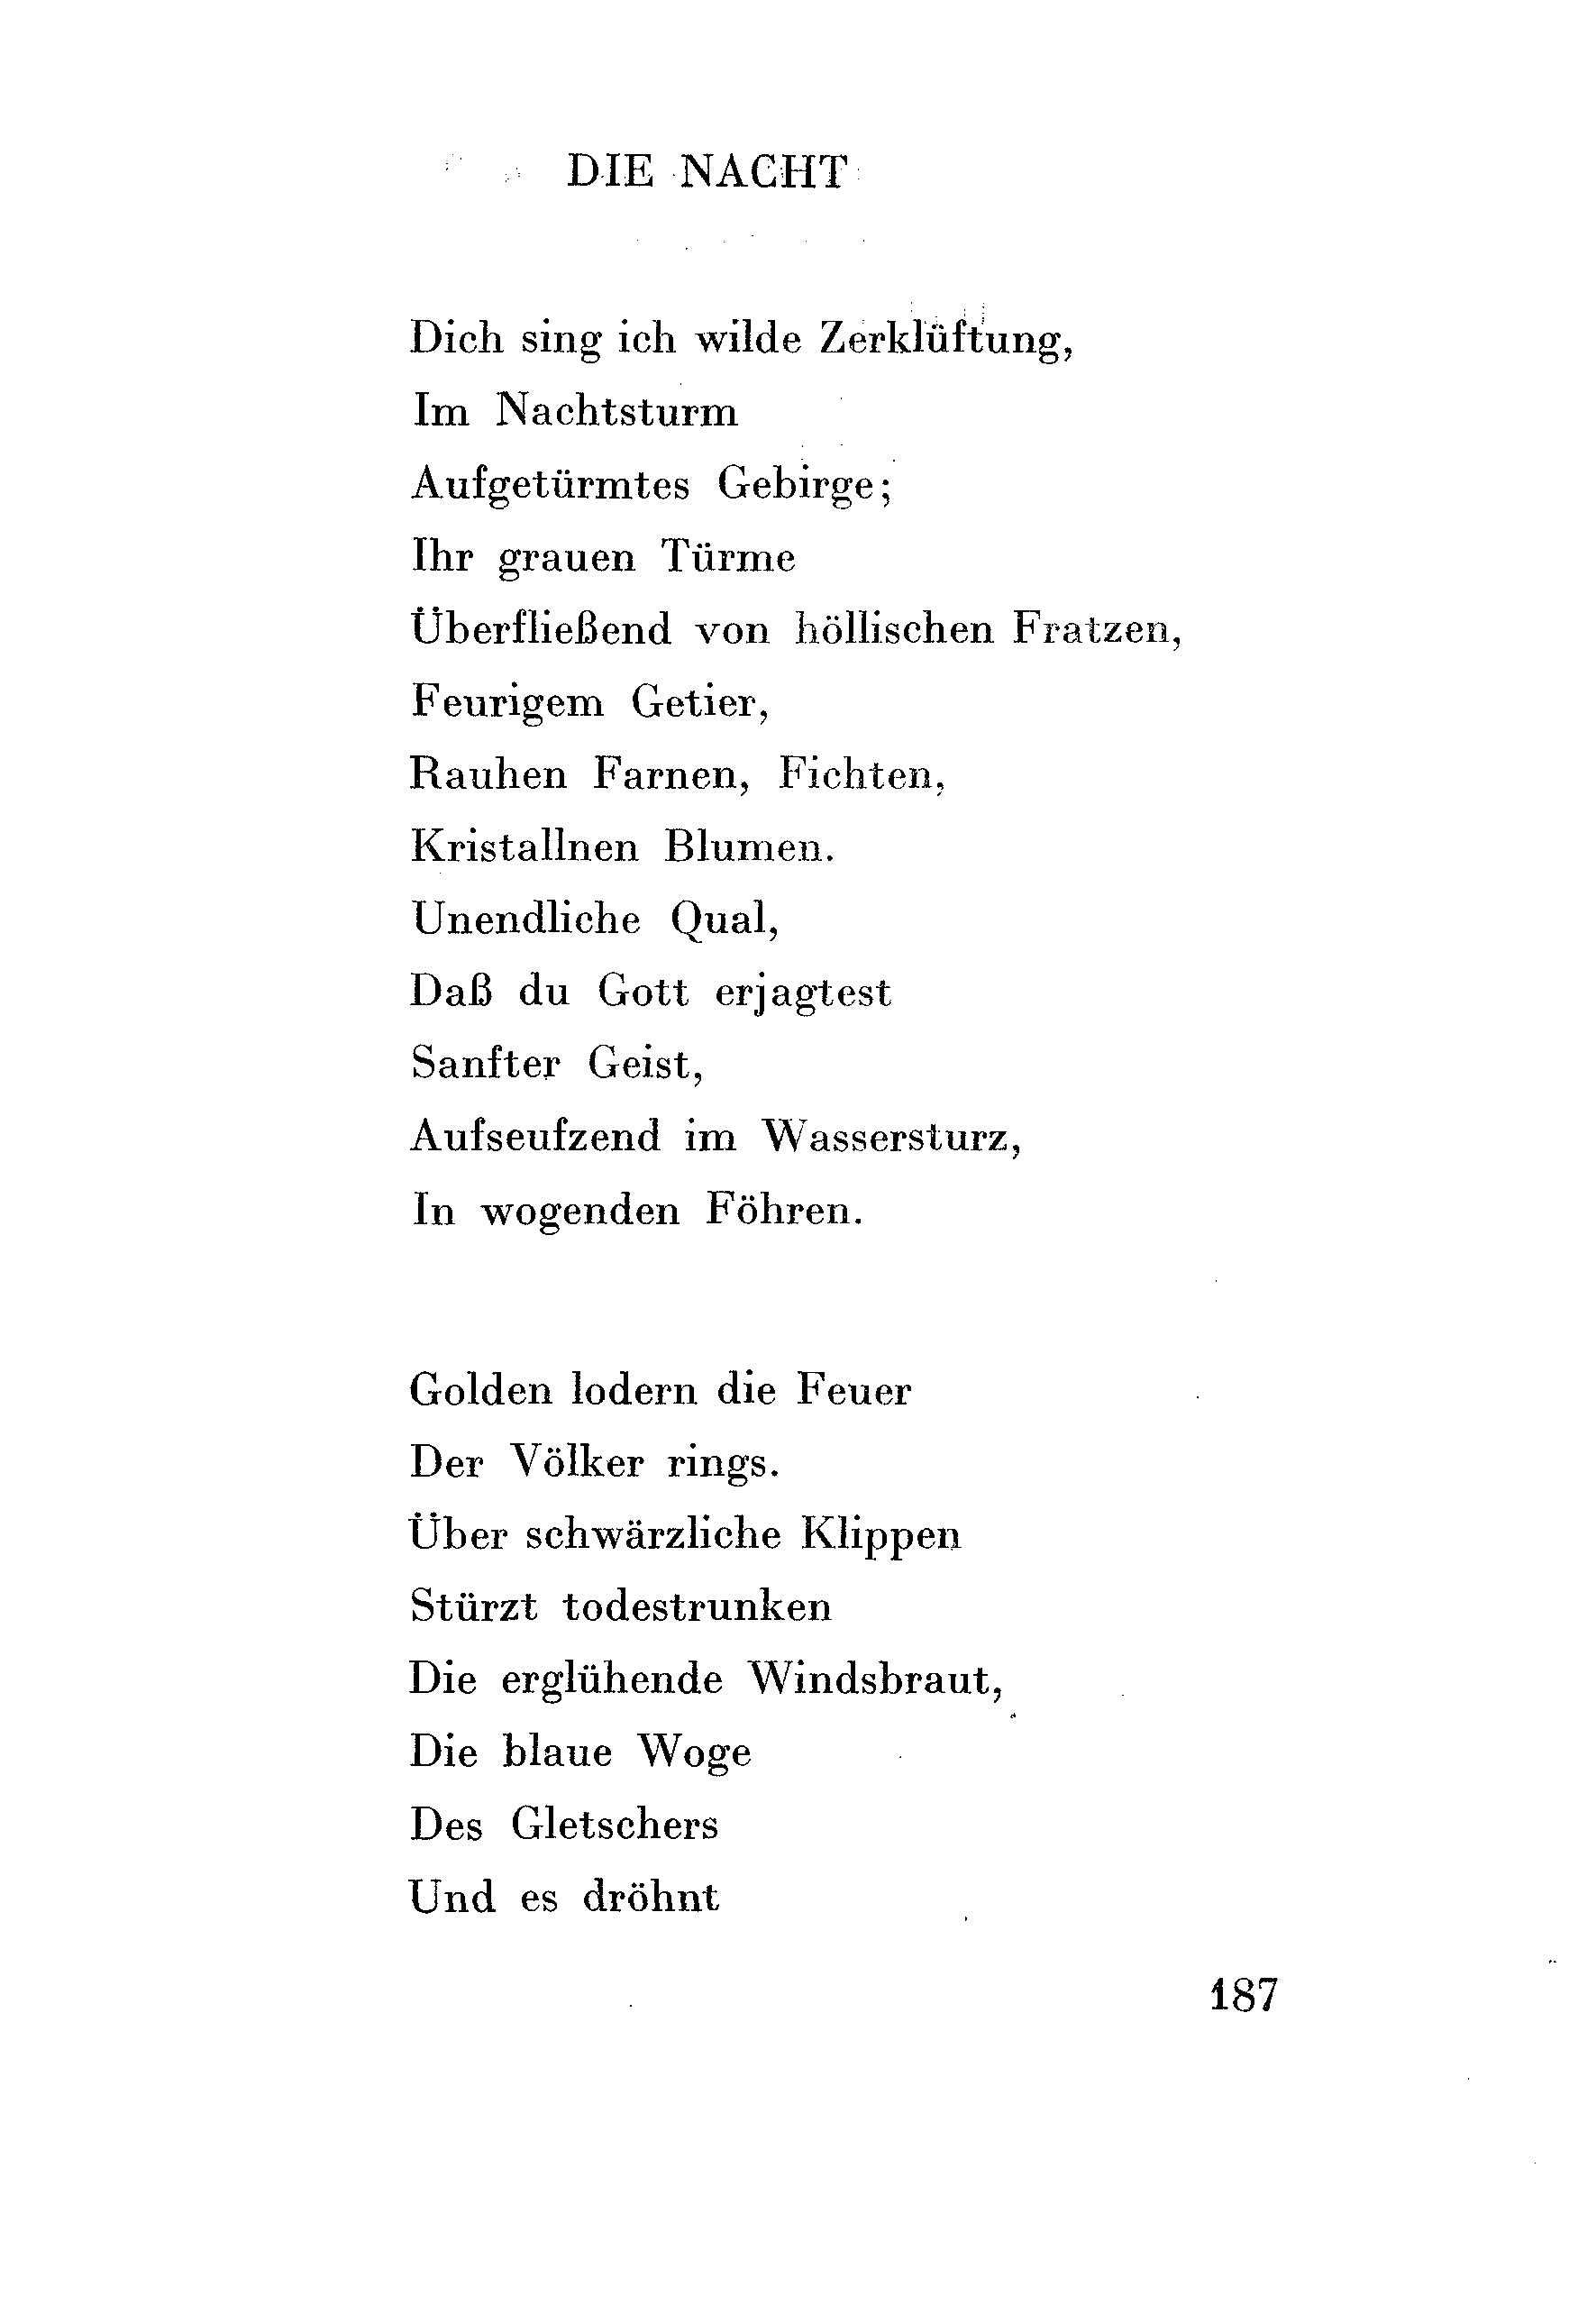 DIE NACHT
Dich sing ich wilde Zerklüftung,
Im Nachtsturm
Aufgetürmtes Gebirge;
Ihr grauen Türme
Überfließend von höllischen Fratzen,
Feurigem Getier,
Rauhen Farnen, Fichten,
Kristallnen Blumen.
Unendliche Qual,
Daß du Gott erjagtest
Sanfter Geist,
Aufseufzend im Wassersturz,
In wogenden Föhren.
Golden lodern die Feuer
Der Völker rings.
Über schwärzliche Klippen
Stürzt todestrunken
Die erglühende Windsbraut,
Die blaue Woge
Des Gletschers
Und es dröhnt
187